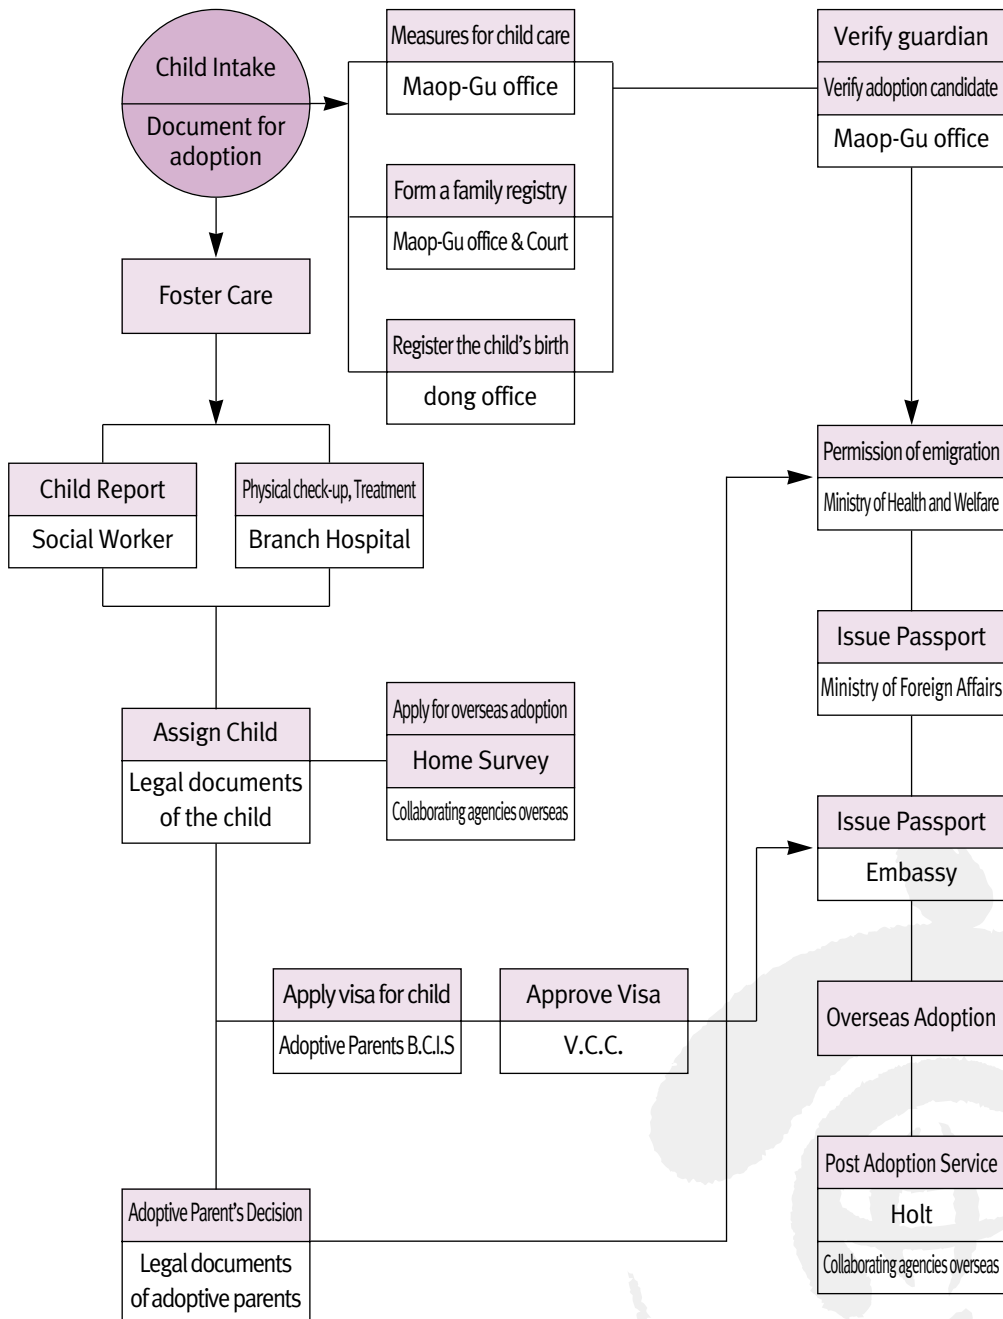 Child Intake
Document for
adoption
Measures for child care
Maop-Gu office
Form a family registry
Maop-Gu office & Court
Register the child's birth
dong office
Verify guardian
Verify adoption candidate
Maop-Gu office
Foster Care
Child Report
Social Worker
Physical check-up, Treatment
Branch Hospital
Permission of emigration
Ministry of Health and Welfare
Issue Passport
Ministry of Foreign Affairs
Assign Child
Legal documents
of the child
Apply for overseas adoption
Home Survey
Collaborating agencies overseas
Issue Passport
Embassy
Apply visa for child
Adoptive Parents B.C.I.S
Approve Visa
V.C.C.
Overseas Adoption
Adoptive Parent's Decision
Legal documents
of adoptive parents
Post Adoption Service
Holt
Collaborating agencies overseas